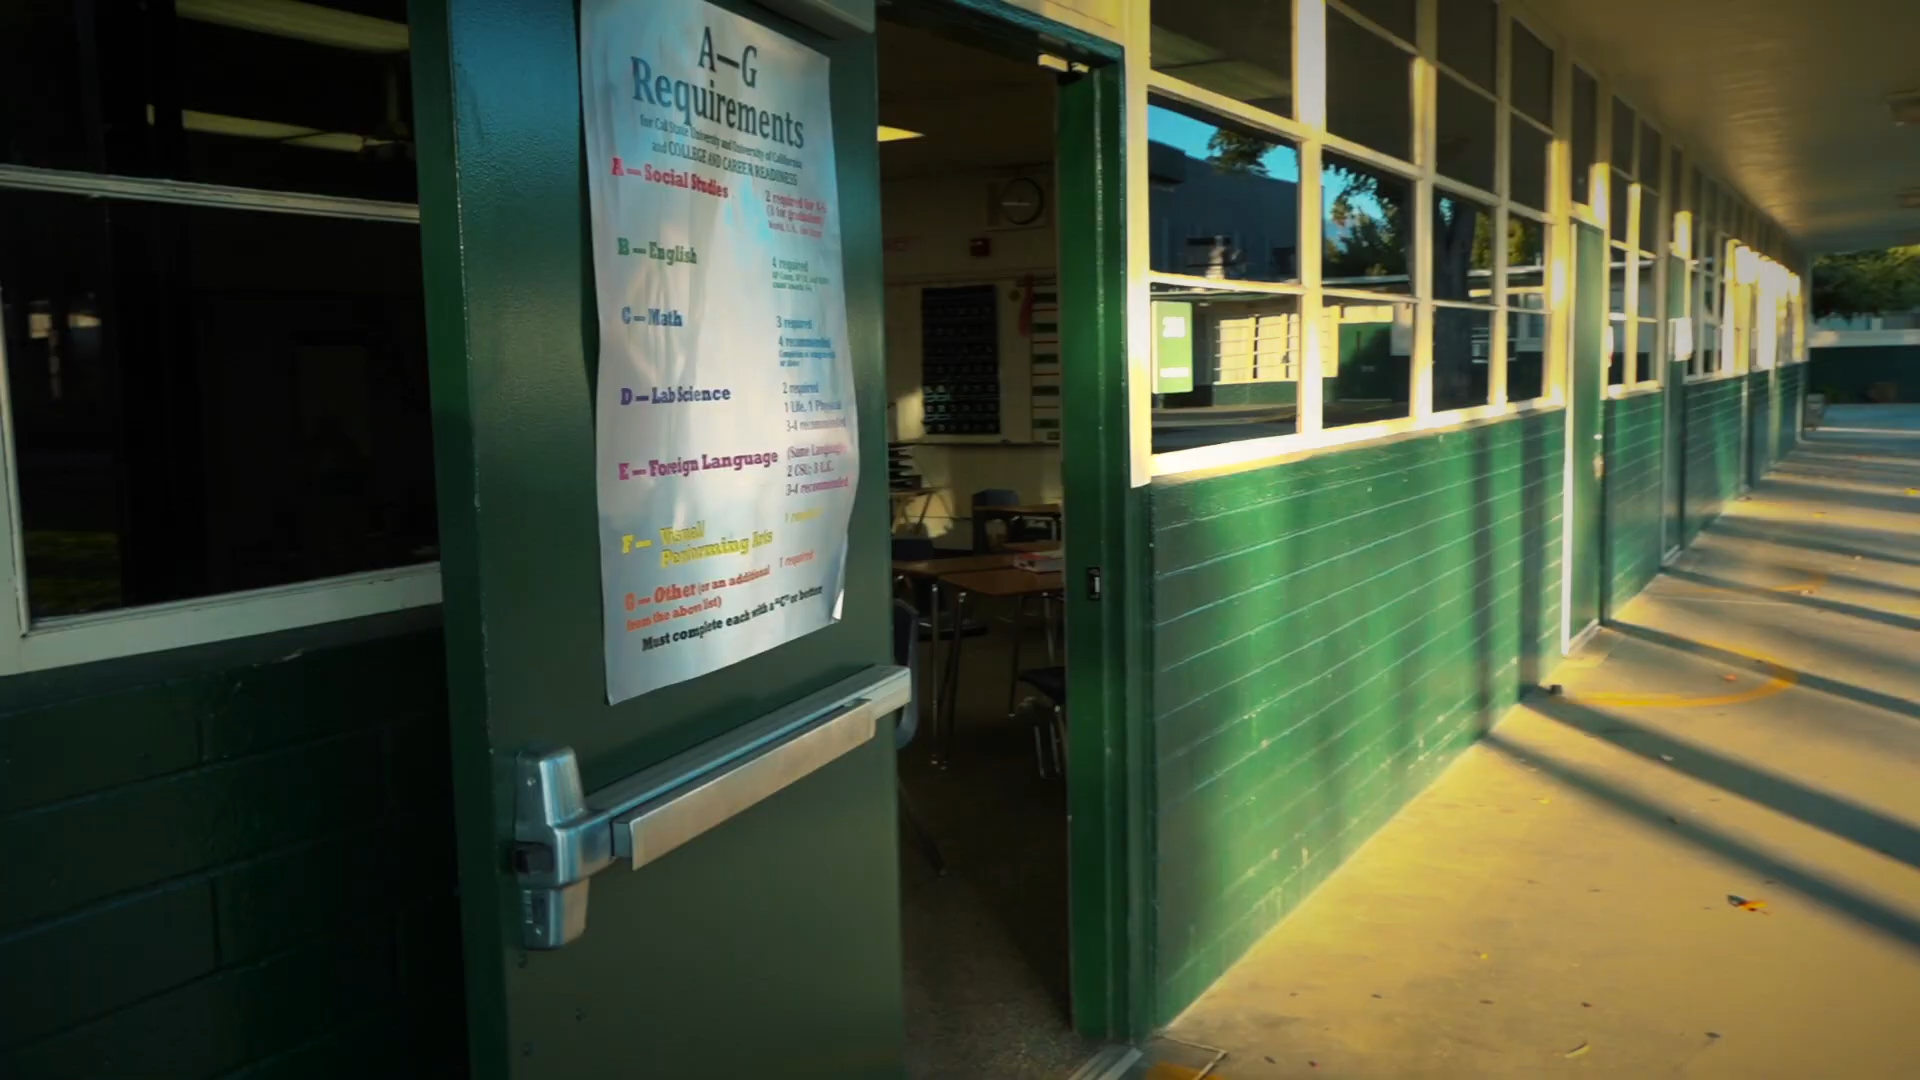 A—G
Requirements
for Cal State University and University of California
and COLLEGE AND CAREER READINESS
A — Social Studies
2 required for A-G
(3 for graduation)
B — English
4 required
C — Math
3 required
4 recommended
D — Lab Science
2 required
1 Life, 1 Physical
3-4 recommended
E — Foreign Language
(Same Language)
2 CSU; 3 U.C.
3-4 recommended
F — Visual/
Performing Arts
1 required
G — Other (or an additional
from the above list)
1 required
Must complete each with a "C" or better